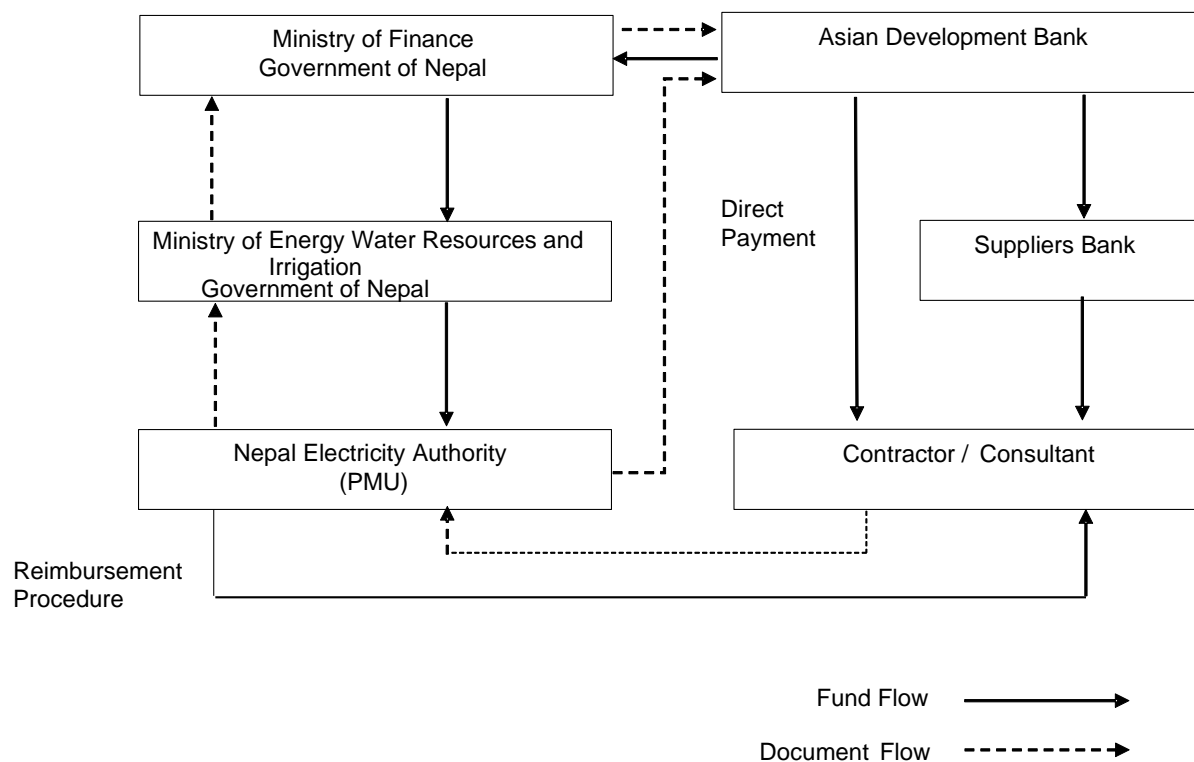 Ministry of Finance
Government of Nepal
Asian Development Bank
Direct
Payment
Ministry of Energy Water Resources and
Irrigation
Government of Nepal
Suppliers Bank
Nepal Electricity Authority
(PMU)
Contractor / Consultant
Reimbursement
Procedure
Fund Flow
Document Flow